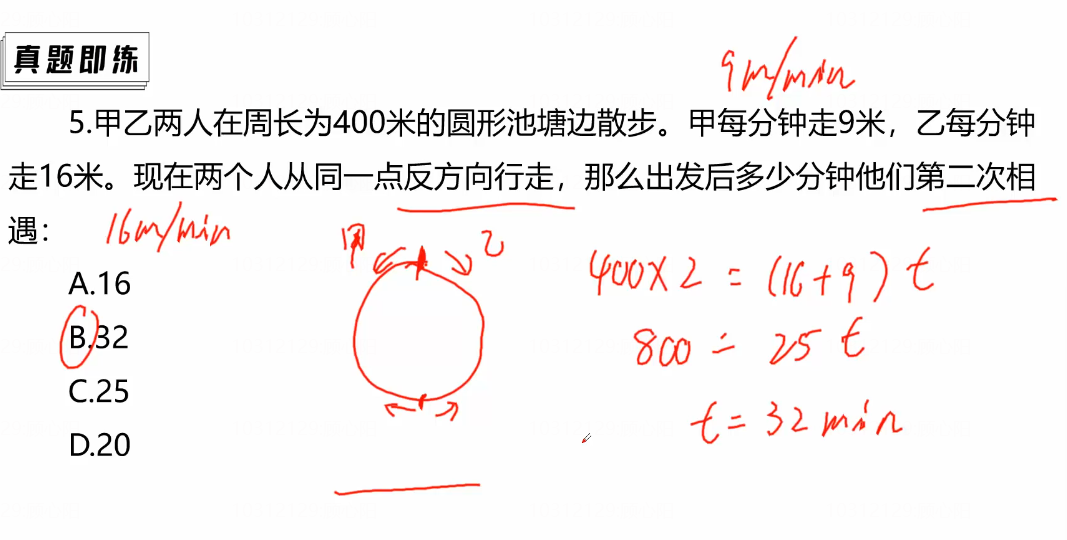 真题即练
9m/min
5.甲乙两人在周长为400米的圆形池塘边散步。甲每分钟走9米，乙每分钟
走16米。现在两个人从同一点反方向行走，那么出发后多少分钟他们第二次相
遇：
16m/min
甲 乙
A.16
400×2=(16+9)t
B.32
800=25t
C.25
t=32min
D.20